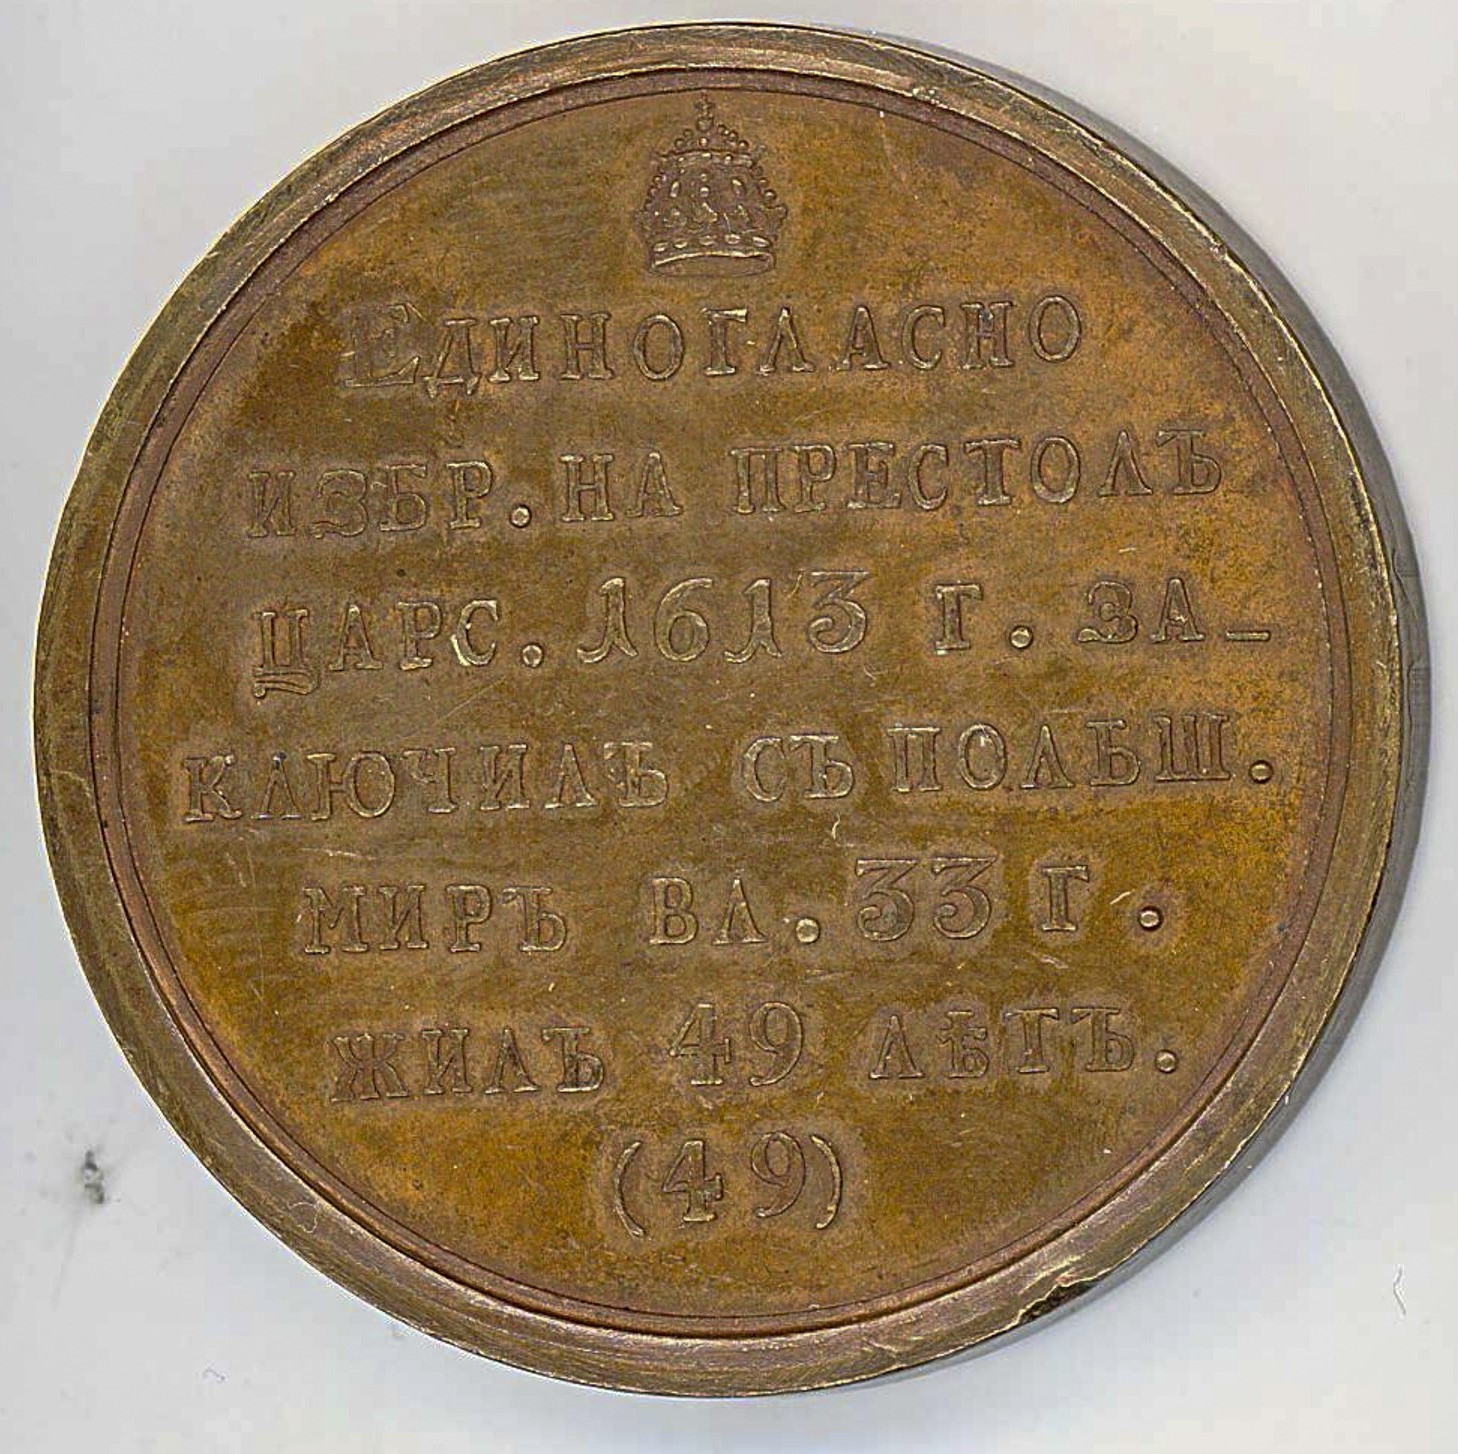 ЕДИНОГЛАСНО
ИЗБР. НА ПРЕСТОЛЪ
ЦАРС. 1613 Г. ЗА-
КЛЮЧИЛЪ СЪ ПОЛЬШ.
МИРЪ ВЛ. 33 Г.
ЖИЛЪ 49 ЛѢТЪ.
(49)